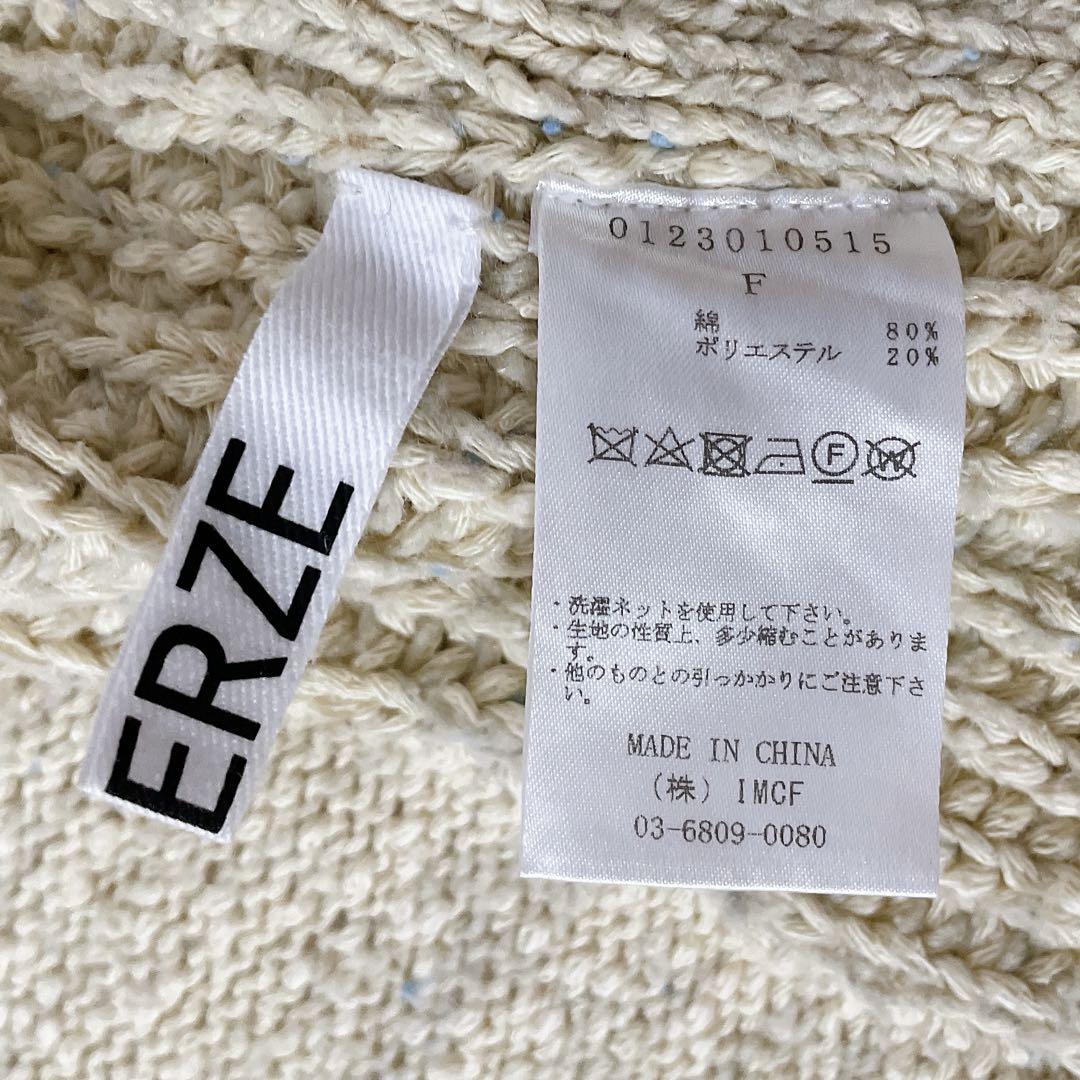 ERZE
0123010515
F
綿 80%
ポリエステル 20%
F
W
・洗濯ネットを使用して下さい。
・生地の性質上、多少縮むことがありま
す。
・他のものとの引っかかりにご注意下さ
い。
MADE IN CHINA
(株) IMCF
03-6809-0080